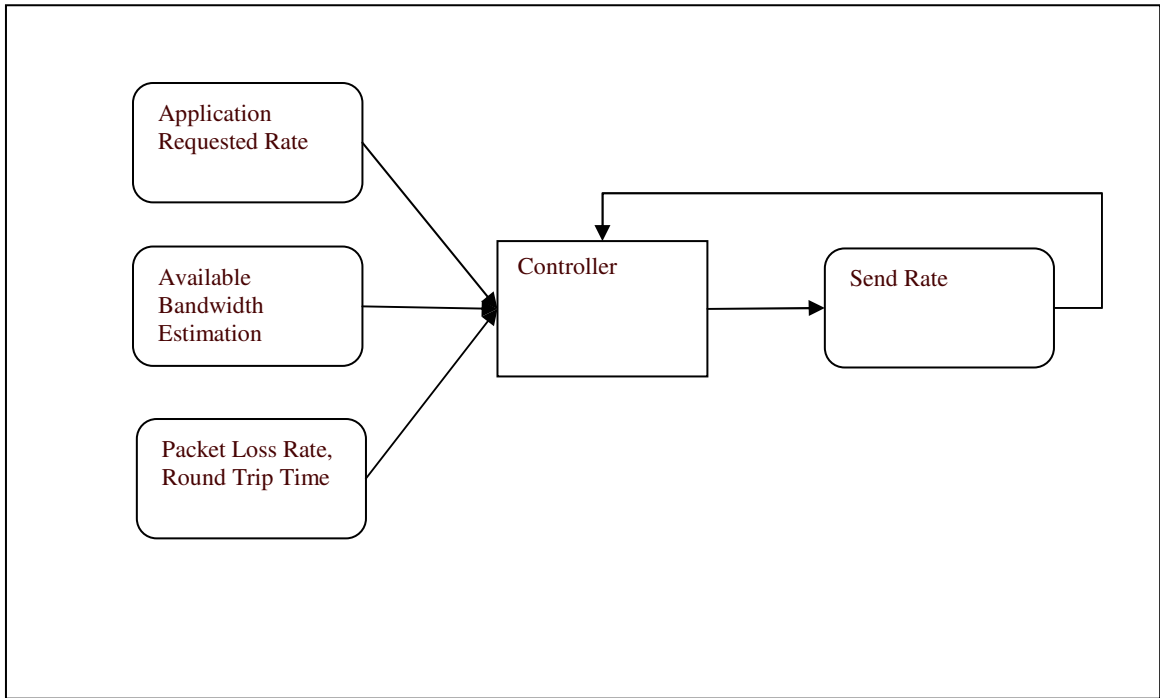 Application
Requested Rate
Available
Bandwidth
Estimation
Packet Loss Rate,
Round Trip Time
Controller
Send Rate